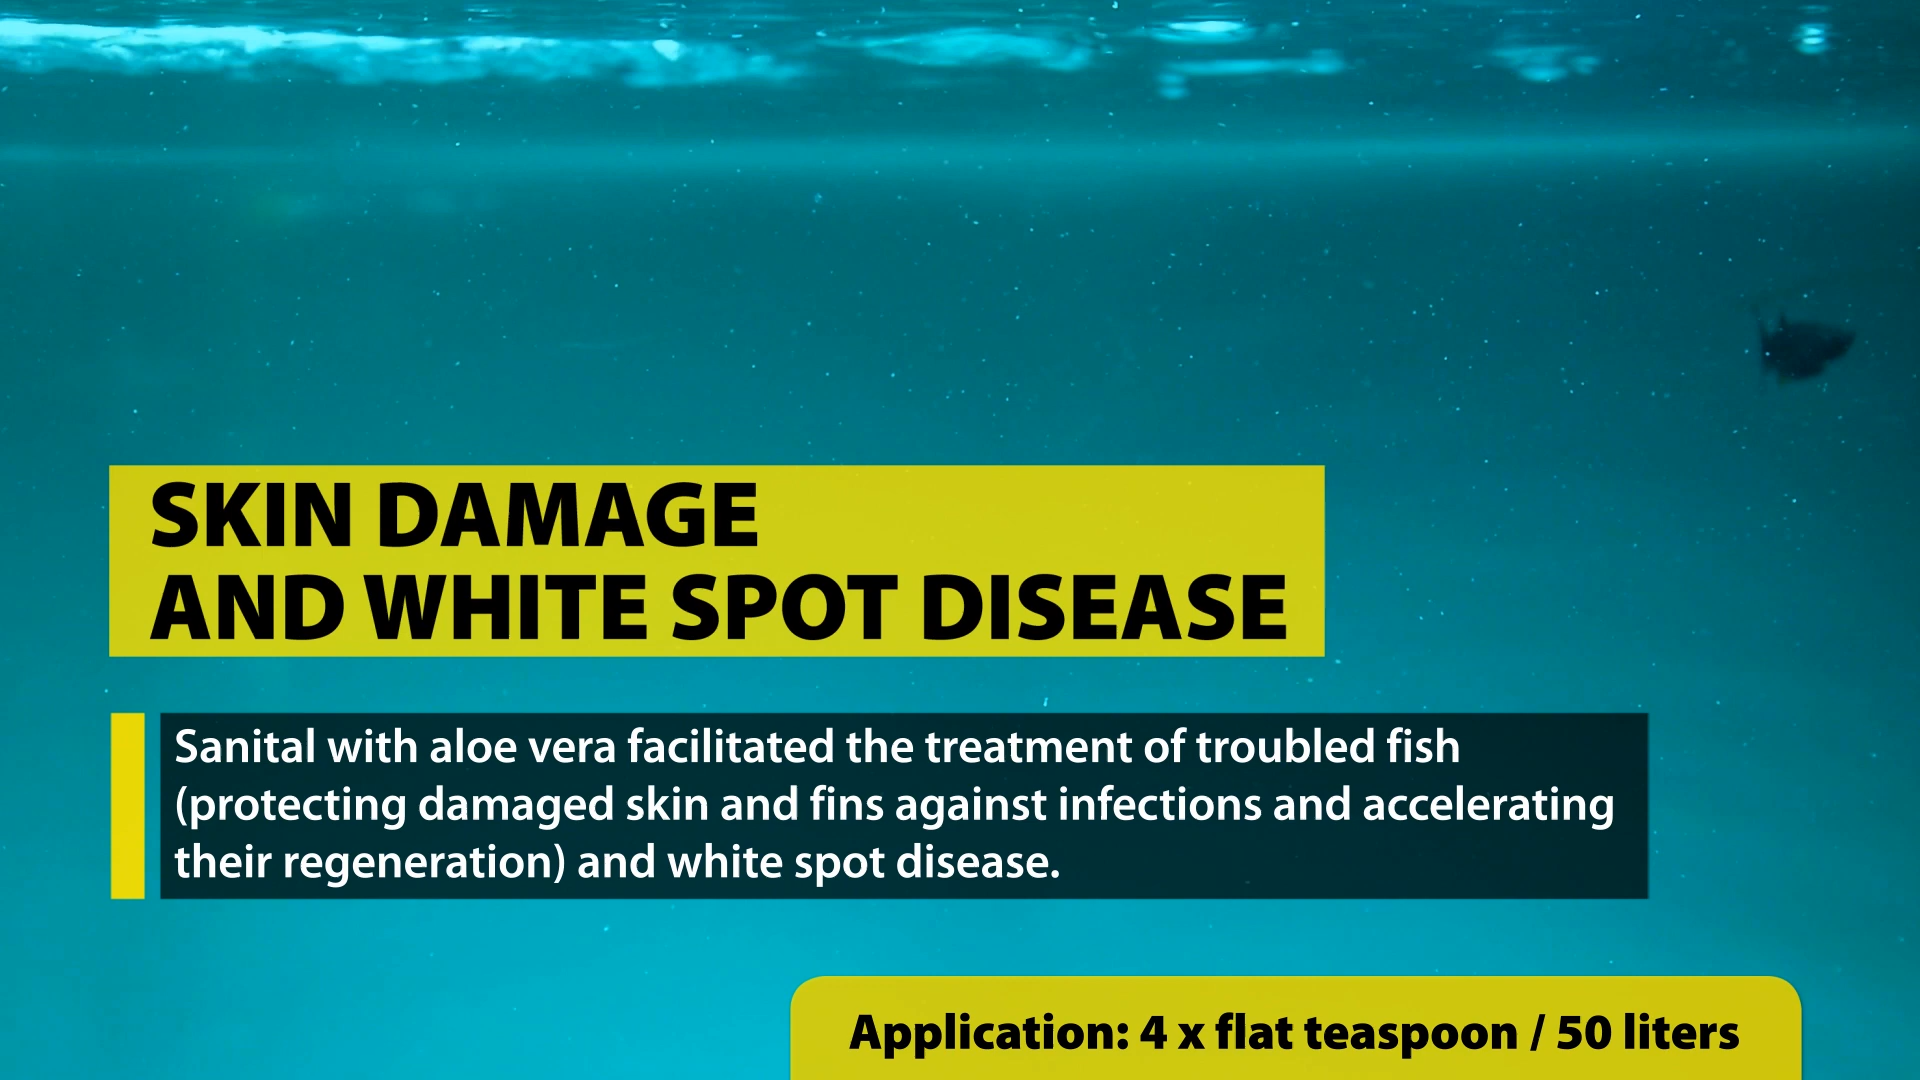 SKIN DAMAGE
AND WHITE SPOT DISEASE
Sanital with aloe vera facilitated the treatment of troubled fish
(protecting damaged skin and fins against infections and accelerating
their regeneration) and white spot disease.
Application: 4 x flat teaspoon / 50 liters